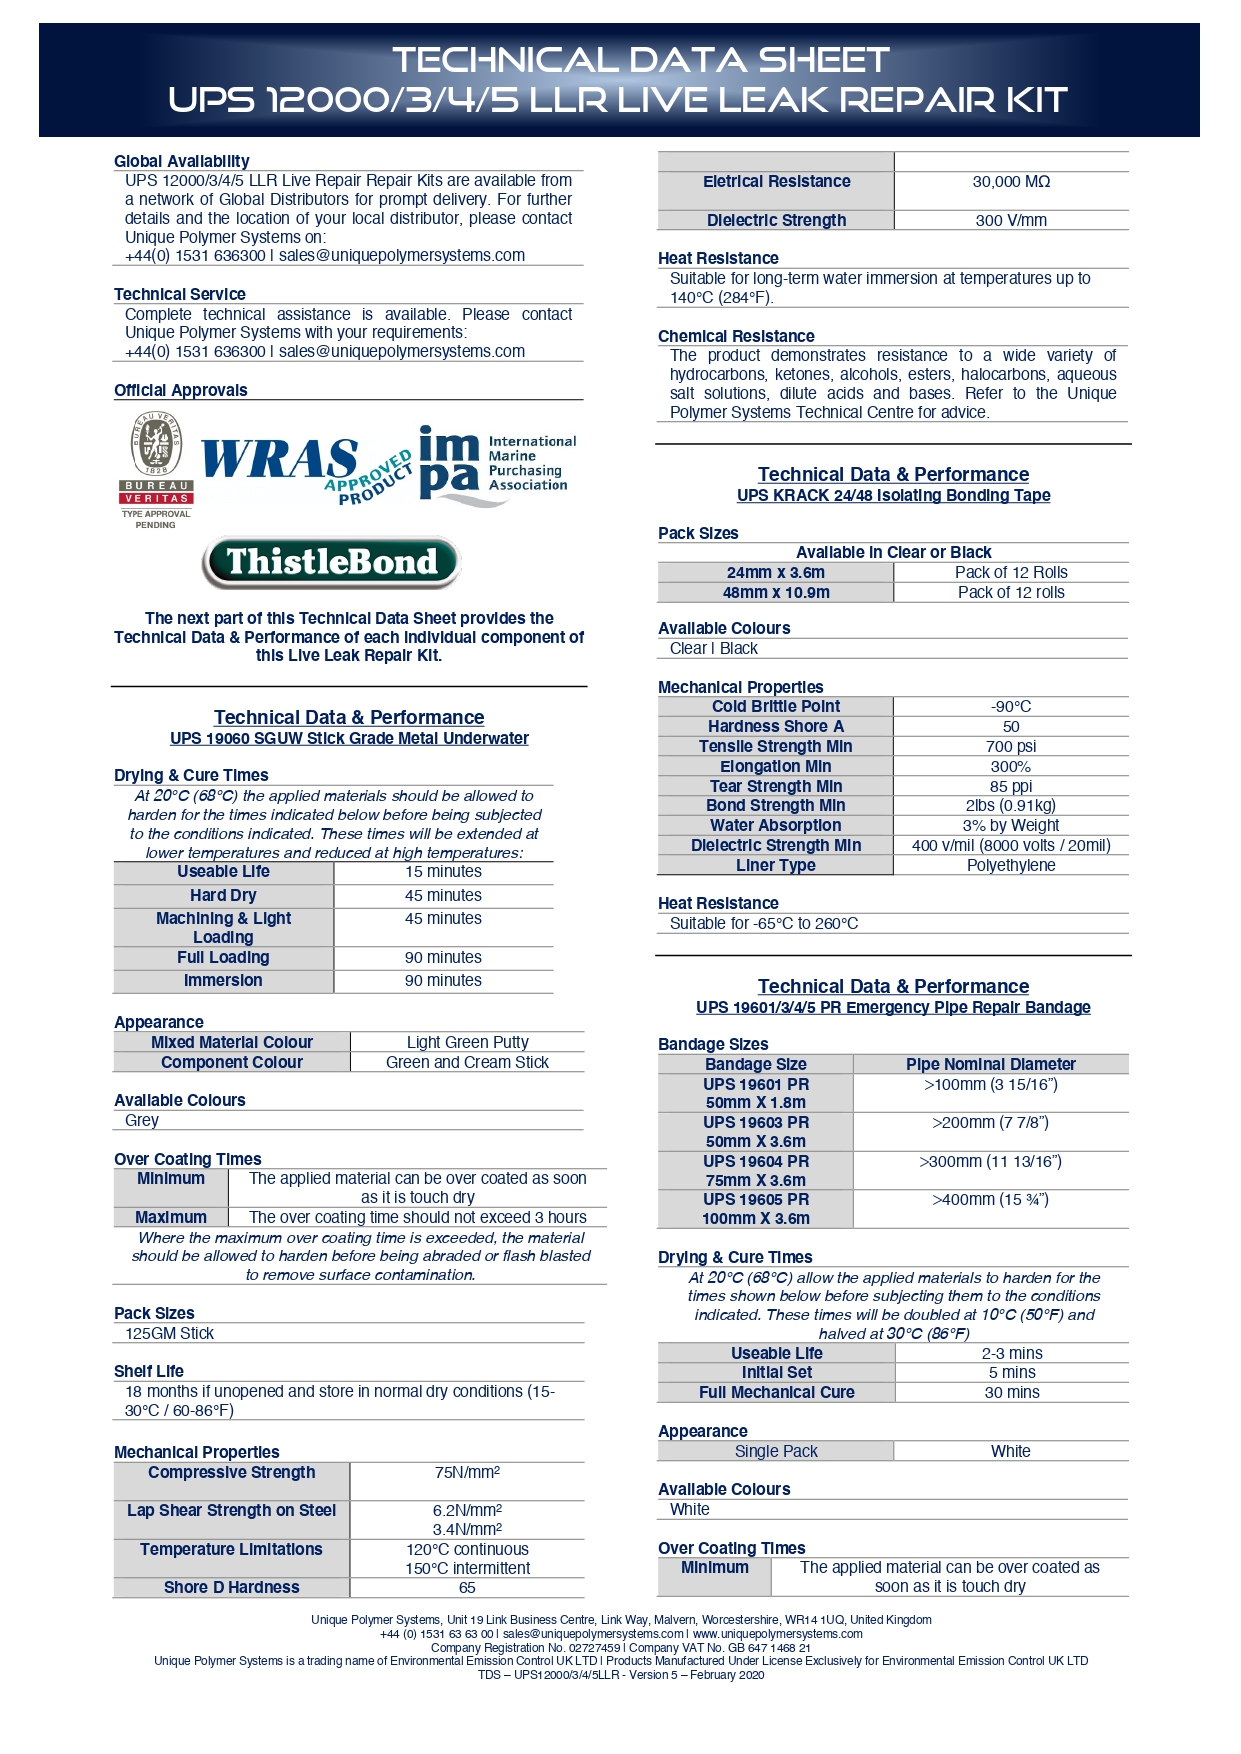 TECHNICAL DATA SHEET
UPS 12000/3/4/5 LLR LIVE LEAK REPAIR KIT
Global Availability
UPS 12000/3/4/5 LLR Live Repair Repair Kits are available from
a network of Global Distributors for prompt delivery. For further
details and the location of your local distributor, please contact
Unique Polymer Systems on:
+44(0) 1531 636300 | sales@uniquepolymersystems.com
Technical Service
Complete technical assistance is available. Please contact
Unique Polymer Systems with your requirements:
+44(0) 1531 636300 | sales@uniquepolymersystems.com
Official Approvals
BUREAU VERITAS
1828
BUREAU
VERITAS
TYPE APPROVAL
PENDING
WRAS
APPROVED
PRODUCT
im
pa
International
Marine
Purchasing
Association
ThistleBond
The next part of this Technical Data Sheet provides the
Technical Data & Performance of each individual component of
this Live Leak Repair Kit.
Technical Data & Performance
UPS 19060 SGUW Stick Grade Metal Underwater
Drying & Cure Times
At 20°C (68°C) the applied materials should be allowed to
harden for the times indicated below before being subjected
to the conditions indicated. These times will be extended at
lower temperatures and reduced at high temperatures:
Useable Life 15 minutes
Hard Dry 45 minutes
Machining & Light 45 minutes
Loading
Full Loading 90 minutes
Immersion 90 minutes
Appearance
Mixed Material Colour Light Green Putty
Component Colour Green and Cream Stick
Available Colours
Grey
Over Coating Times
Minimum The applied material can be over coated as soon
as it is touch dry
Maximum The over coating time should not exceed 3 hours
Where the maximum over coating time is exceeded, the material
should be allowed to harden before being abraded or flash blasted
to remove surface contamination.
Pack Sizes
125GM Stick
Shelf Life
18 months if unopened and store in normal dry conditions (15-
30°C / 60-86°F)
Mechanical Properties
Compressive Strength 75N/mm²
Lap Shear Strength on Steel 6.2N/mm²
3.4N/mm²
Temperature Limitations 120°C continuous
150°C intermittent
Shore D Hardness 65
Eletrical Resistance 30,000 MΩ
Dielectric Strength 300 V/mm
Heat Resistance
Suitable for long-term water immersion at temperatures up to
140°C (284°F).
Chemical Resistance
The product demonstrates resistance to a wide variety of
hydrocarbons, ketones, alcohols, esters, halocarbons, aqueous
salt solutions, dilute acids and bases. Refer to the Unique
Polymer Systems Technical Centre for advice.
Technical Data & Performance
UPS KRACK 24/48 Isolating Bonding Tape
Pack Sizes
Available in Clear or Black
24mm x 3.6m Pack of 12 Rolls
48mm x 10.9m Pack of 12 rolls
Available Colours
Clear | Black
Mechanical Properties
Cold Brittle Point -90°C
Hardness Shore A 50
Tensile Strength Min 700 psi
Elongation Min 300%
Tear Strength Min 85 ppi
Bond Strength Min 2lbs (0.91kg)
Water Absorption 3% by Weight
Dielectric Strength Min 400 v/mil (8000 volts / 20mil)
Liner Type Polyethylene
Heat Resistance
Suitable for -65°C to 260°C
Technical Data & Performance
UPS 19601/3/4/5 PR Emergency Pipe Repair Bandage
Bandage Sizes
Bandage Size Pipe Nominal Diameter
UPS 19601 PR >100mm (3 15/16”)
50mm X 1.8m
UPS 19603 PR >200mm (7 7/8”)
50mm X 3.6m
UPS 19604 PR >300mm (11 13/16”)
75mm X 3.6m
UPS 19605 PR >400mm (15 ¾”)
100mm X 3.6m
Drying & Cure Times
At 20°C (68°C) allow the applied materials to harden for the
times shown below before subjecting them to the conditions
indicated. These times will be doubled at 10°C (50°F) and
halved at 30°C (86°F)
Useable Life 2-3 mins
Initial Set 5 mins
Full Mechanical Cure 30 mins
Appearance
Single Pack White
Available Colours
White
Over Coating Times
Minimum The applied material can be over coated as
soon as it is touch dry
Unique Polymer Systems, Unit 19 Link Business Centre, Link Way, Malvern, Worcestershire, WR14 1UQ, United Kingdom
+44 (0) 1531 63 63 00 | sales@uniquepolymersystems.com | www.uniquepolymersystems.com
Company Registration No. 02727459 | Company VAT No. GB 647 1468 21
Unique Polymer Systems is a trading name of Environmental Emission Control UK LTD | Products Manufactured Under License Exclusively for Environmental Emission Control UK LTD
TDS – UPS12000/3/4/5LLR - Version 5 – February 2020